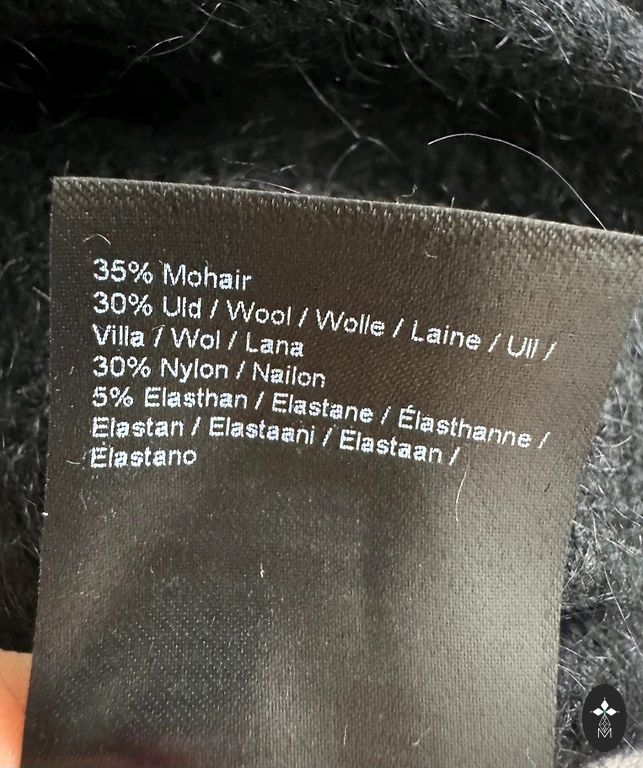 35% Mohair
30% Uld / Wool / Wolle / Laine / Ull /
Villa / Wol / Lana
30% Nylon / Nailon
5% Elasthan / Elastane / Élasthanne /
Elastan / Elastaani / Elastaan /
Elastano
M